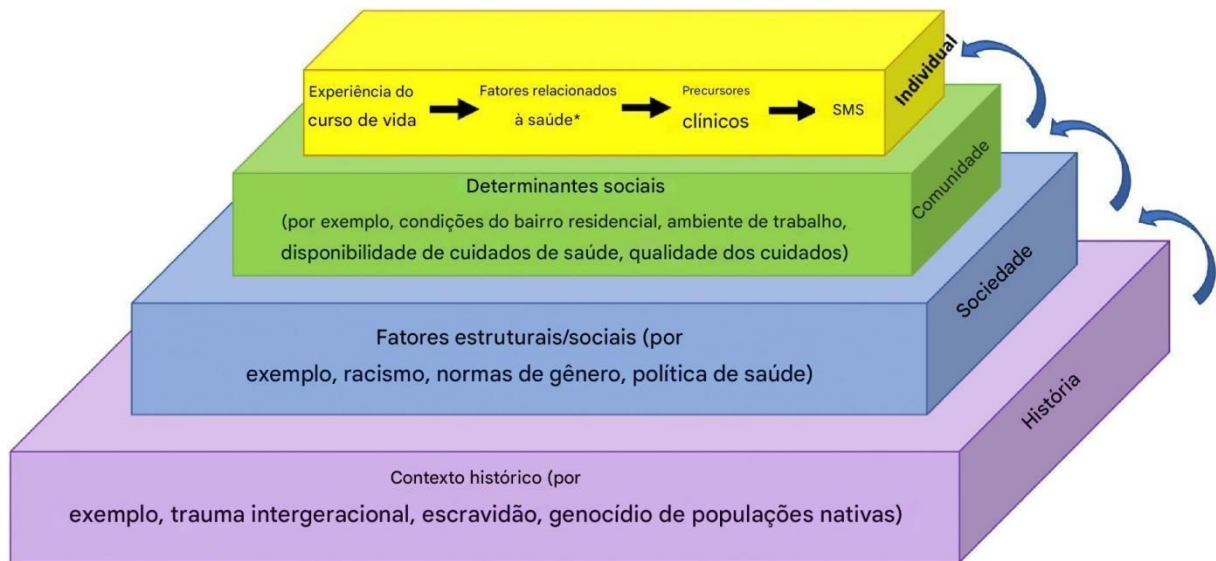 Experiência do
curso de vida
Fatores relacionados
à saúde*
Precursores
clínicos
SMS
Individual
Determinantes sociais
(por exemplo, condições do bairro residencial, ambiente de trabalho,
disponibilidade de cuidados de saúde, qualidade dos cuidados)
Comunidade
Fatores estruturais/sociais (por
exemplo, racismo, normas de gênero, política de saúde)
Sociedade
Contexto histórico (por
exemplo, trauma intergeracional, escravidão, genocídio de populações nativas)
História